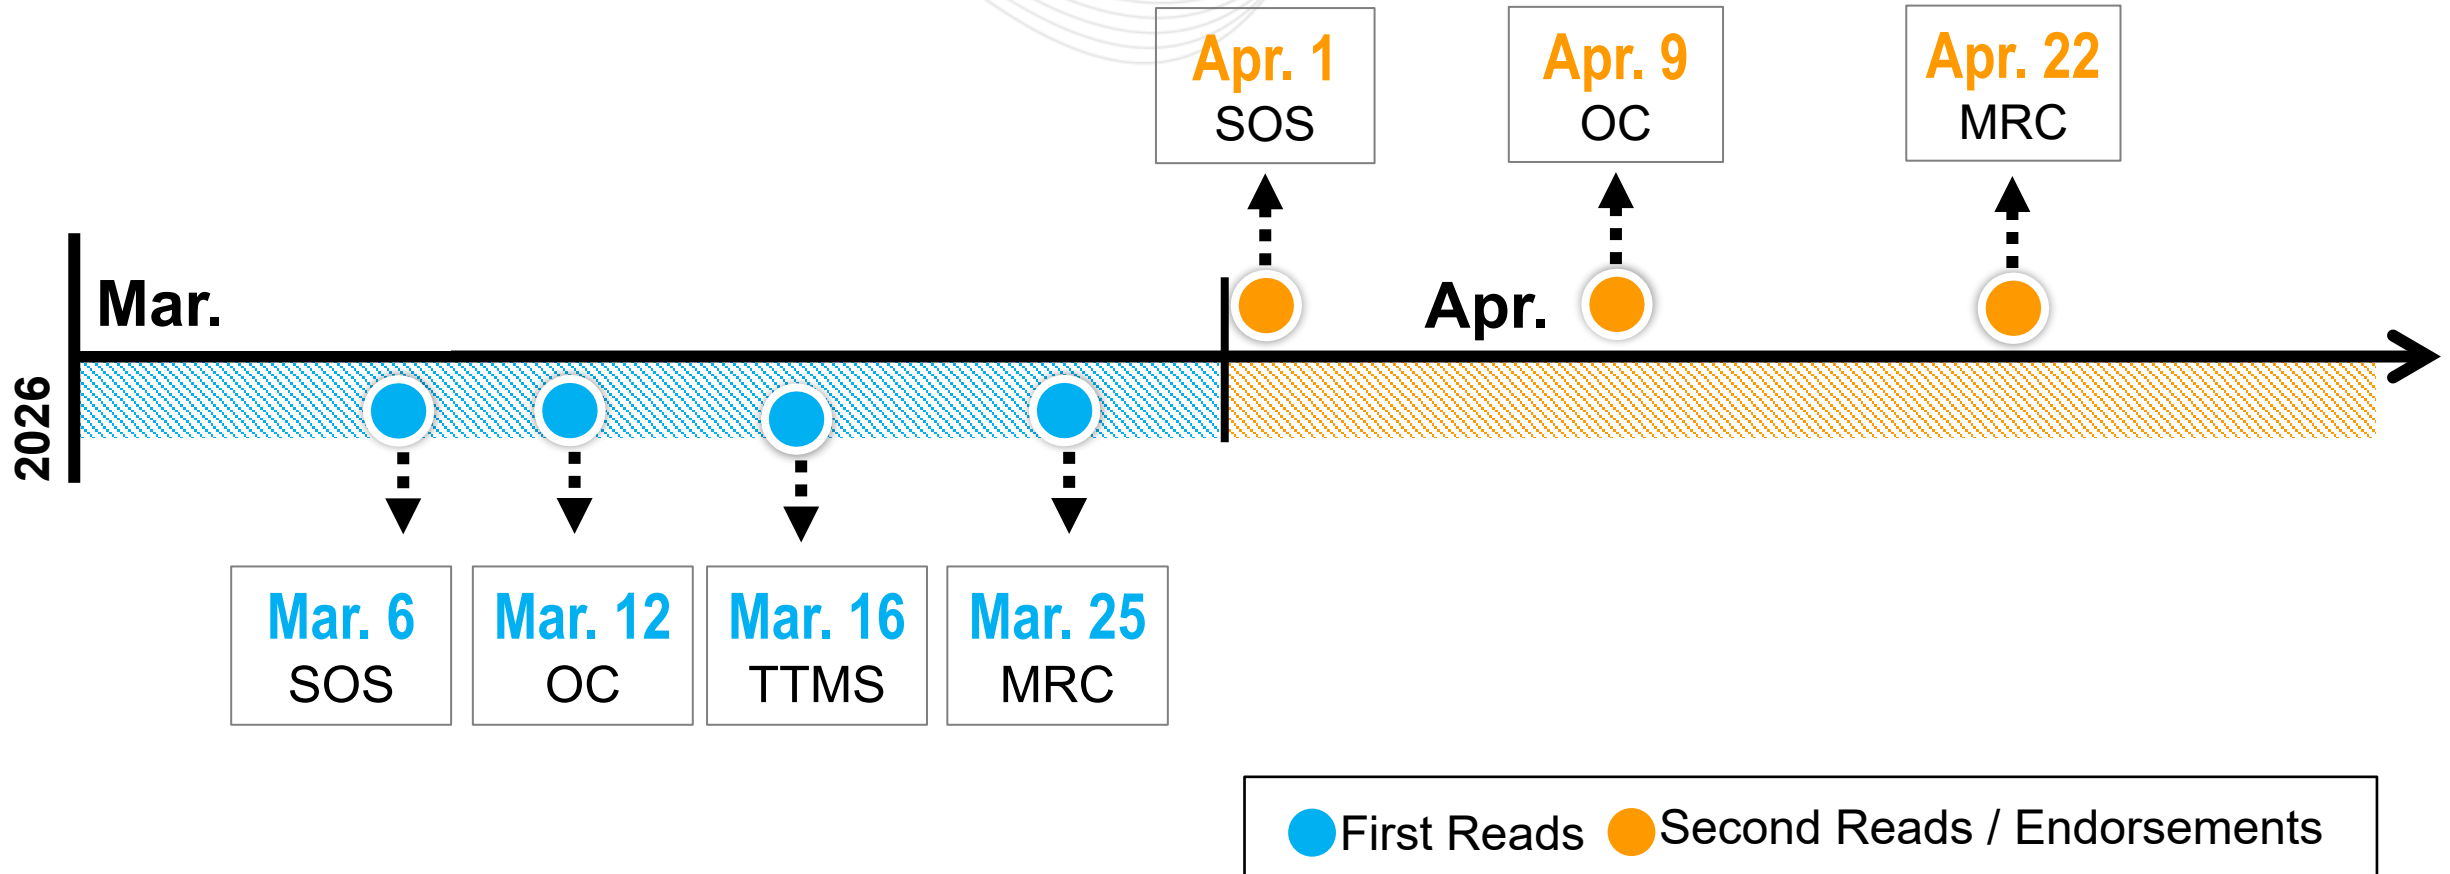 Apr. 1
SOS
Apr. 9
OC
Apr. 22
MRC
Mar.
Apr.
2026
Mar. 6
SOS
Mar. 12
OC
Mar. 16
TTMS
Mar. 25
MRC
First Reads
Second Reads / Endorsements